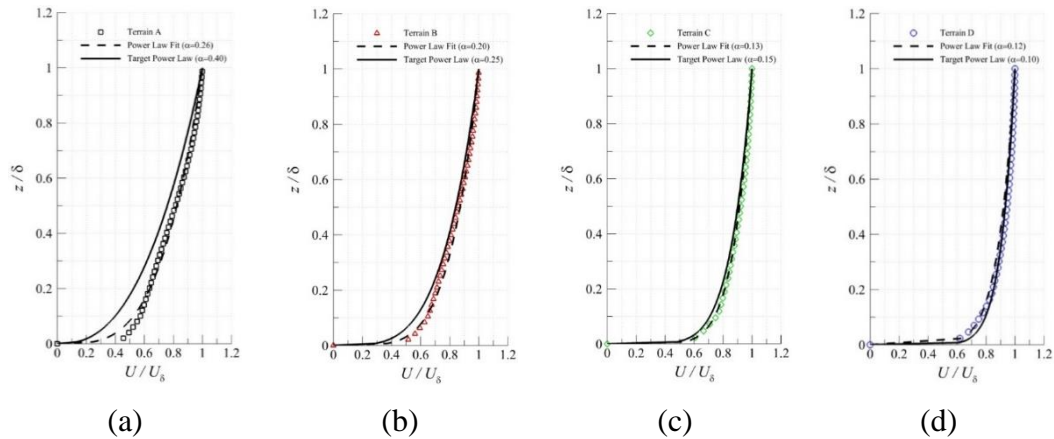 1.2
Terrain A
Power Law Fit (α=0.26)
Target Power Law (α=0.40)
1
0.8
z / δ
0.6
0.4
0.2
0
0 0.2 0.4 0.6 0.8 1 1.2
U / Uδ
(a)
1.2
Terrain B
Power Law Fit (α=0.20)
Target Power Law (α=0.25)
1
0.8
z / δ
0.6
0.4
0.2
0
0 0.2 0.4 0.6 0.8 1 1.2
U / Uδ
(b)
1.2
Terrain C
Power Law Fit (α=0.13)
Target Power Law (α=0.15)
1
0.8
z / δ
0.6
0.4
0.2
0
0 0.2 0.4 0.6 0.8 1 1.2
U / Uδ
(c)
1.2
Terrain D
Power Law Fit (α=0.12)
Target Power Law (α=0.10)
1
0.8
z / δ
0.6
0.4
0.2
0
0 0.2 0.4 0.6 0.8 1 1.2
U / Uδ
(d)